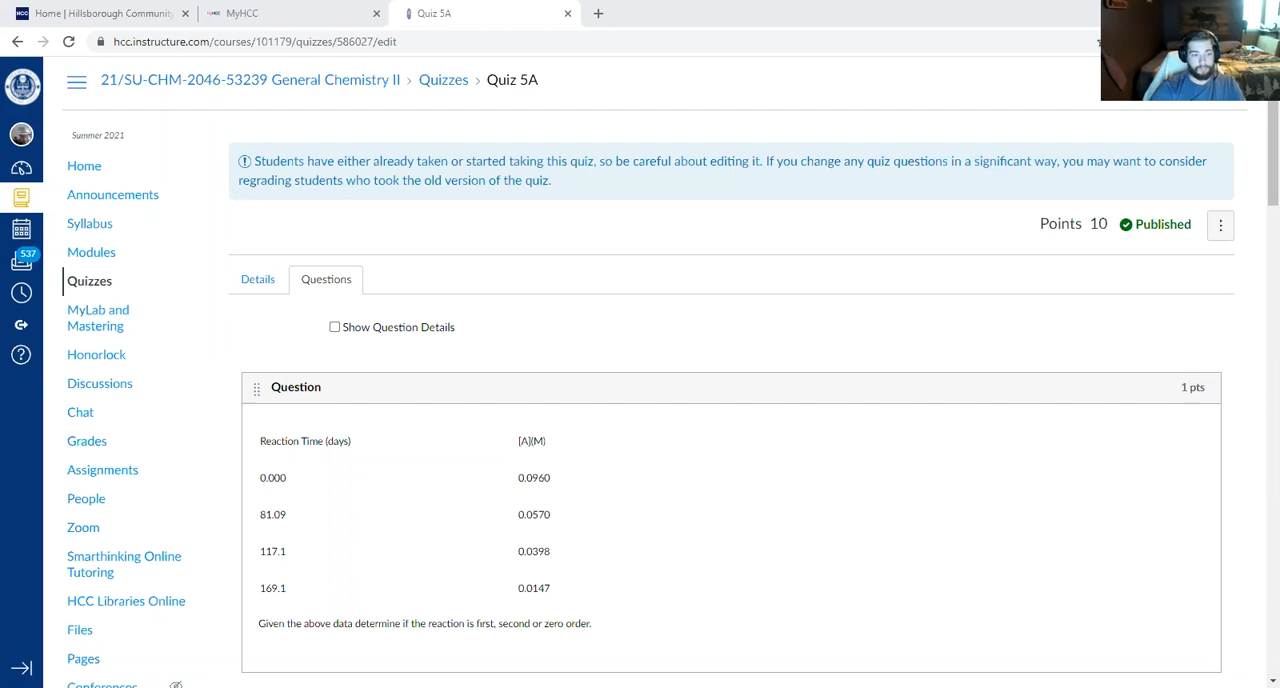 Home | Hillsborough Community
MyHCC
Quiz 5A
hcc.instructure.com/courses/101179/quizzes/586027/edit
21/SU-CHM-2046-53239 General Chemistry II › Quizzes › Quiz 5A
Summer 2021
Home
Announcements
Syllabus
Modules
Quizzes
MyLab and
Mastering
Honorlock
Discussions
Chat
Grades
Assignments
People
Zoom
Smarthinking Online
Tutoring
HCC Libraries Online
Files
Pages
Conferences
537
Students have either already taken or started taking this quiz, so be careful about editing it. If you change any quiz questions in a significant way, you may want to consider
regrading students who took the old version of the quiz.
Points 10 Published
Details Questions
Show Question Details
Question 1 pts
Reaction Time (days) [A](M)
0.000 0.0960
81.09 0.0570
117.1 0.0398
169.1 0.0147
Given the above data determine if the reaction is first, second or zero order.